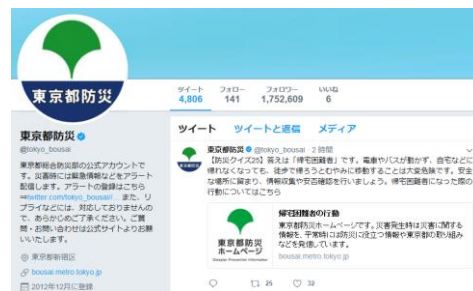 東京都防災
ツイート フォロー フォロワー いいね
4,806 141 1,752,609 6
東京都防災
@tokyo_bousai
東京都総合防災部の公式アカウントで
す。災害時には緊急情報などをアラート
配信します。アラートの登録はこちら
⇒twitter.com/tokyo_bousai/… また、リ
プライなどには、対応しておりませんの
で、あらかじめご了承ください。ご質
問・お問い合わせは公式サイトよりお願
いいたします。
東京都新宿区
bousai.metro.tokyo.jp
2012年12月に登録
ツイート ツイートと返信 メディア
東京都防災 @tokyo_bousai 2 時間
【防災クイズ25】答えは「帰宅困難者」です。電車やバスが動かず、自宅などに
帰れなくなっても、徒歩で帰ろうとむやみに移動することは大変危険です。安全
な場所に留まり、情報収集や安否確認を行いましょう。帰宅困難者になった際の
行動についてはこちら
東京都防災
ホームページ
Disaster Prevention Information
帰宅困難者の行動
東京都防災ホームページです。災害発生時は災害に関する
情報を、平常時には防災に役立つ情報や東京都の取り組み
などを発信しています。
bousai.metro.tokyo.jp
35 32